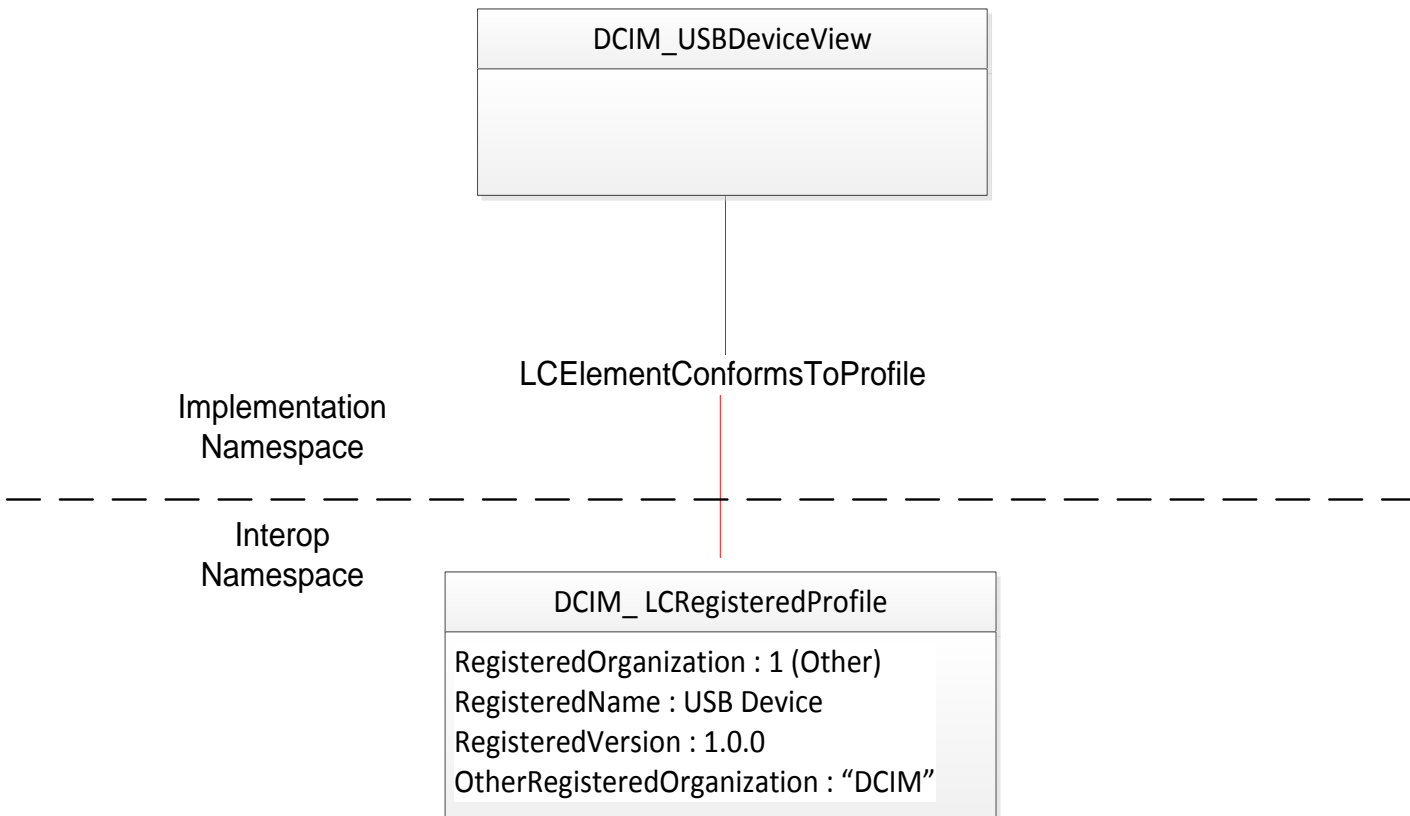 DCIM_USBDeviceView
LCElementConformsToProfile
Implementation
Namespace
Interop
Namespace
DCIM_ LCRegisteredProfile
RegisteredOrganization : 1 (Other)
RegisteredName : USB Device
RegisteredVersion : 1.0.0
OtherRegisteredOrganization : “DCIM”